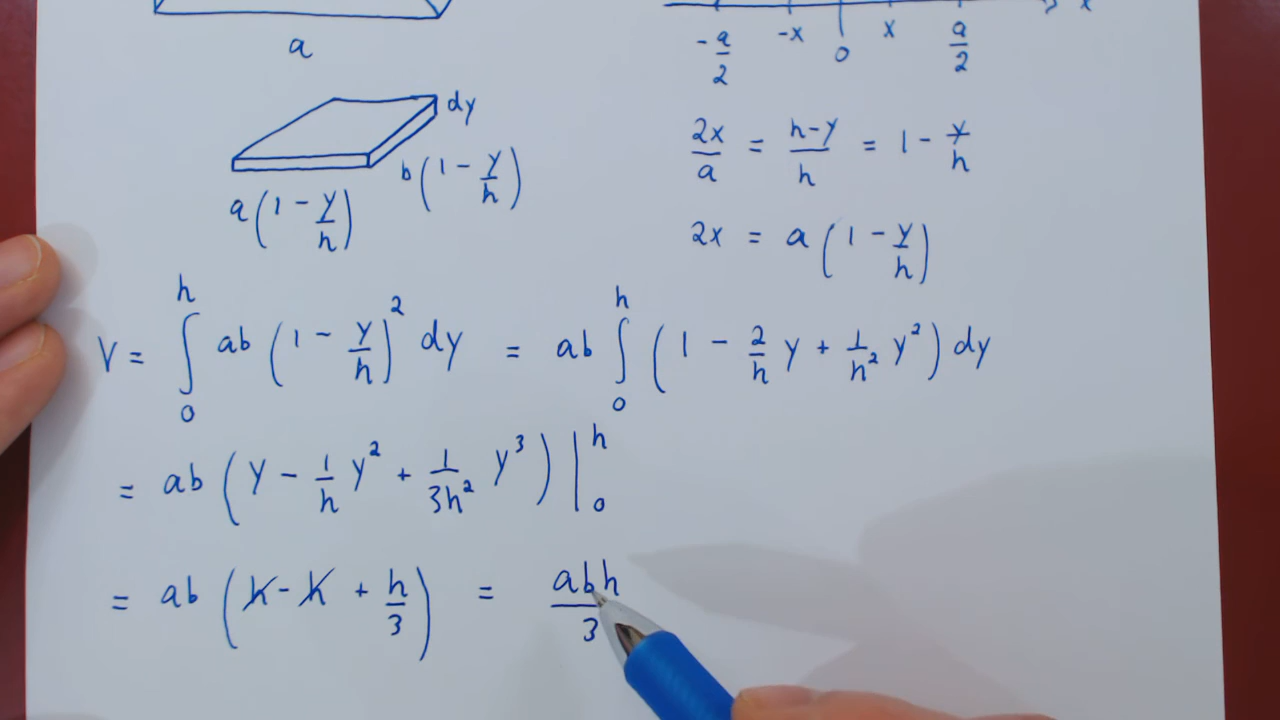 a
-a/2 -x 0 x a/2
dy
b(1 - y/h)
a(1 - y/h)
2x/a = h-y/h = 1 - y/h
2x = a(1 - y/h)
V = ∫₀ʰ ab (1 - y/h)² dy = ab ∫₀ʰ (1 - 2/h y + 1/h² y²) dy
= ab (y - 1/h y² + 1/3h² y³) |₀ʰ
= ab (h - h + h/3) = abh/3